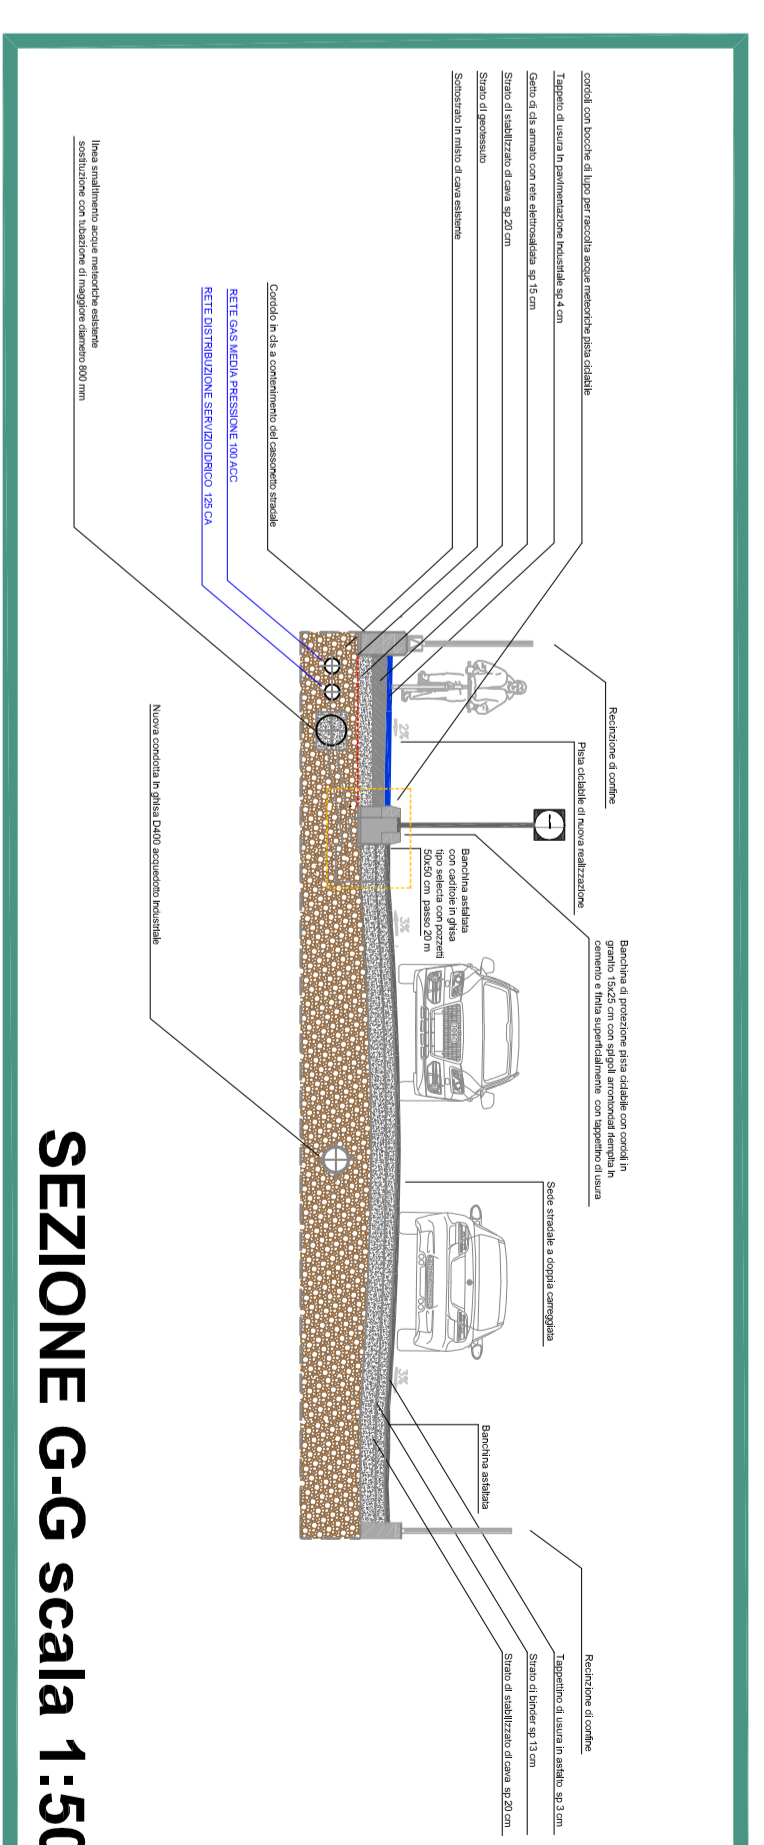 cordoli con bocche di lupo per raccolta acque meteoriche pista ciclabile
Tappeto di usura in pavimentazione industriale sp 4 cm
Getto di cls armato con rete elettrosaldata sp 15 cm
Strato di stabilizzato di cava sp 20 cm
Strato di geotessuto
Sottostrato in misto di cava esistente
Cordolo in cls a contenimento del cassonetto stradale
RETE GAS MEDIA PRESSIONE 100 ACC
RETE DISTRIBUZIONE SERVIZIO IDRICO 125 CA
linea smaltimento acque meteoriche esistente
sostituzione con tubazione di maggiore diametro 800 mm
Recinzione di confine
Pista ciclabile di nuova realizzazione
2%
Banchina asfaltata
con caditoie in ghisa
tipo selecta con pozzetti
50x50 cm passo 20 m
3%
Nuova condotta in ghisa D400 acquedotto industriale
Banchina di protezione pista ciclabile con cordoli in
granito 15x25 cm con spigoli arrontondati riempita in
cemento e finita superficialmente con tappettino di usura
Sede stradale a doppia carreggiata
3%
Banchina asfaltata
Recinzione di confine
Tappettino di usura in asfalto sp 3 cm
Strato di binder sp 13 cm
Strato di stabilizzato di cava sp 20 cm
SEZIONE G-G scala 1:50